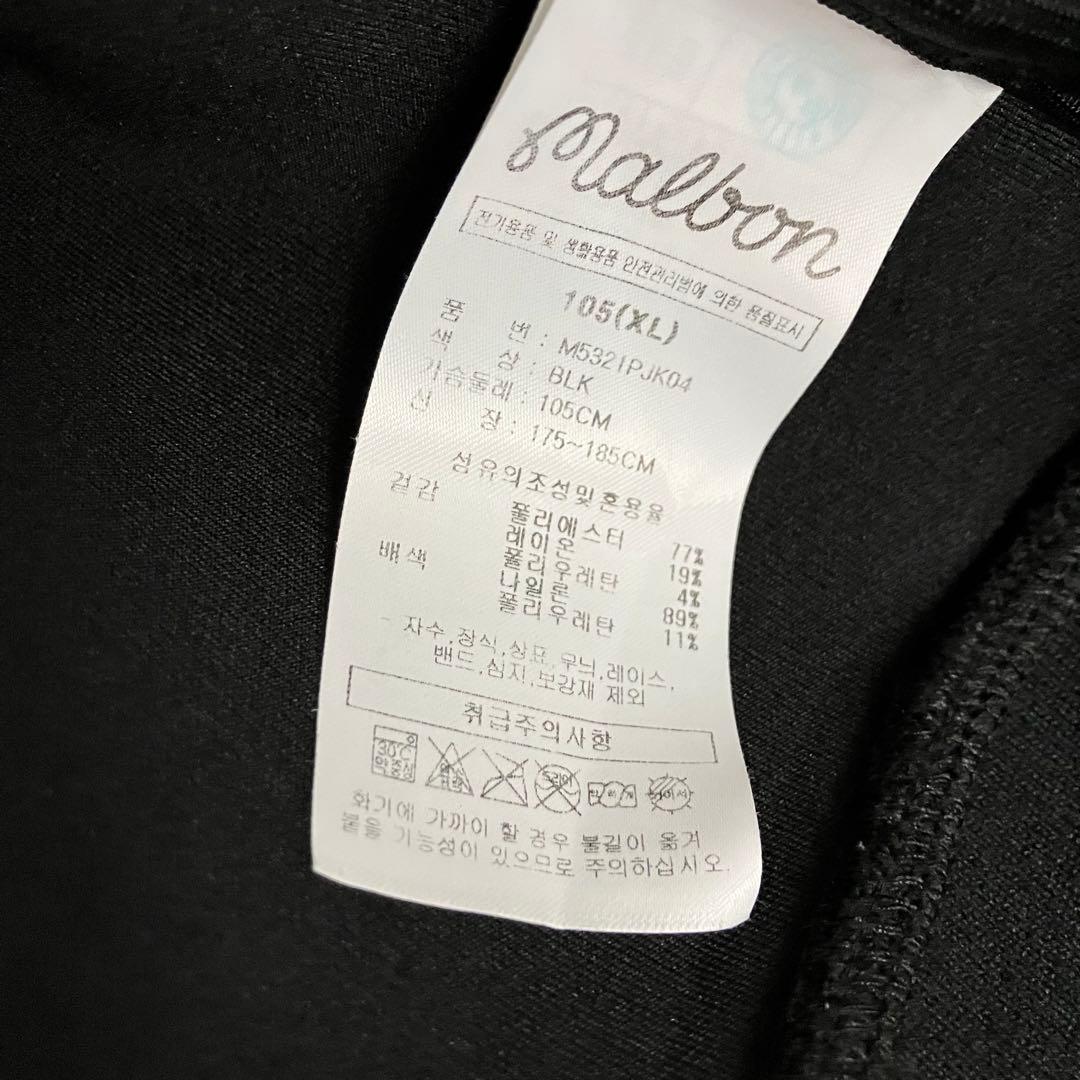 Malbon
전기용품 및 생활용품 안전관리법에 의한 품질표시
105(XL)
품 번 : M5321PJK04
색 상 : BLK
가슴둘레 : 105CM
신 장 : 175~185CM
섬유의조성및혼용율
겉감 폴리에스터 77%
레이온 19%
폴리우레탄 4%
배색 나일론 89%
폴리우레탄 11%
- 자수,장식,상표,무늬,레이스,
밴드,심지,보강재 제외
취급주의사항
30℃
약중성
드라이
화기에 가까이 할 경우 불길이 옮겨
붙을 기능성이 있으므로 주의하십시오.